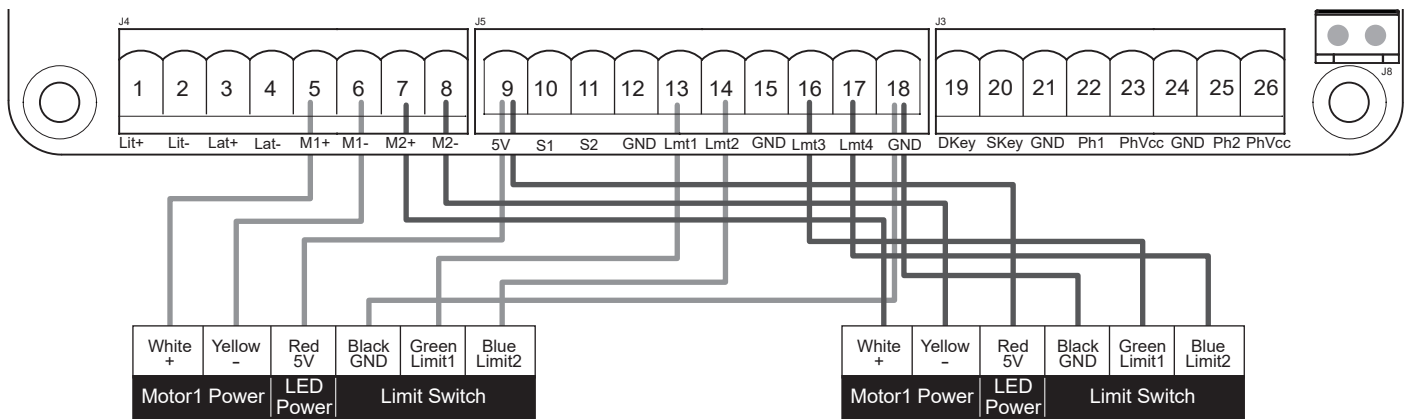 J4 J5 J3
1 2 3 4 5 6 7 8 9 10 11 12 13 14 15 16 17 18 19 20 21 22 23 24 25 26
J8
Lit+ Lit- Lat+ Lat- M1+ M1- M2+ M2- 5V S1 S2 GND Lmt1 Lmt2 GND Lmt3 Lmt4 GND DKey SKey GND Ph1 PhVcc GND Ph2 PhVcc
White Yellow Red Black Green Blue White Yellow Red Black Green Blue
+ – 5V GND Limit1 Limit2 + – 5V GND Limit1 Limit2
Motor1 Power LED Power Limit Switch Motor1 Power LED Power Limit Switch